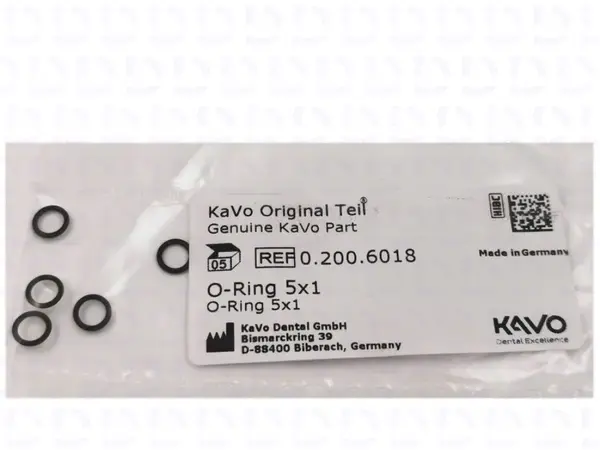 KaVo Original Teil®
Genuine KaVo Part
HIBC
05
REF 0.200.6018
Made in Germany
O-Ring 5x1
O-Ring 5x1
KaVo Dental GmbH
Bismarckring 39
D-88400 Biberach, Germany
KAVO
Dental Excellence